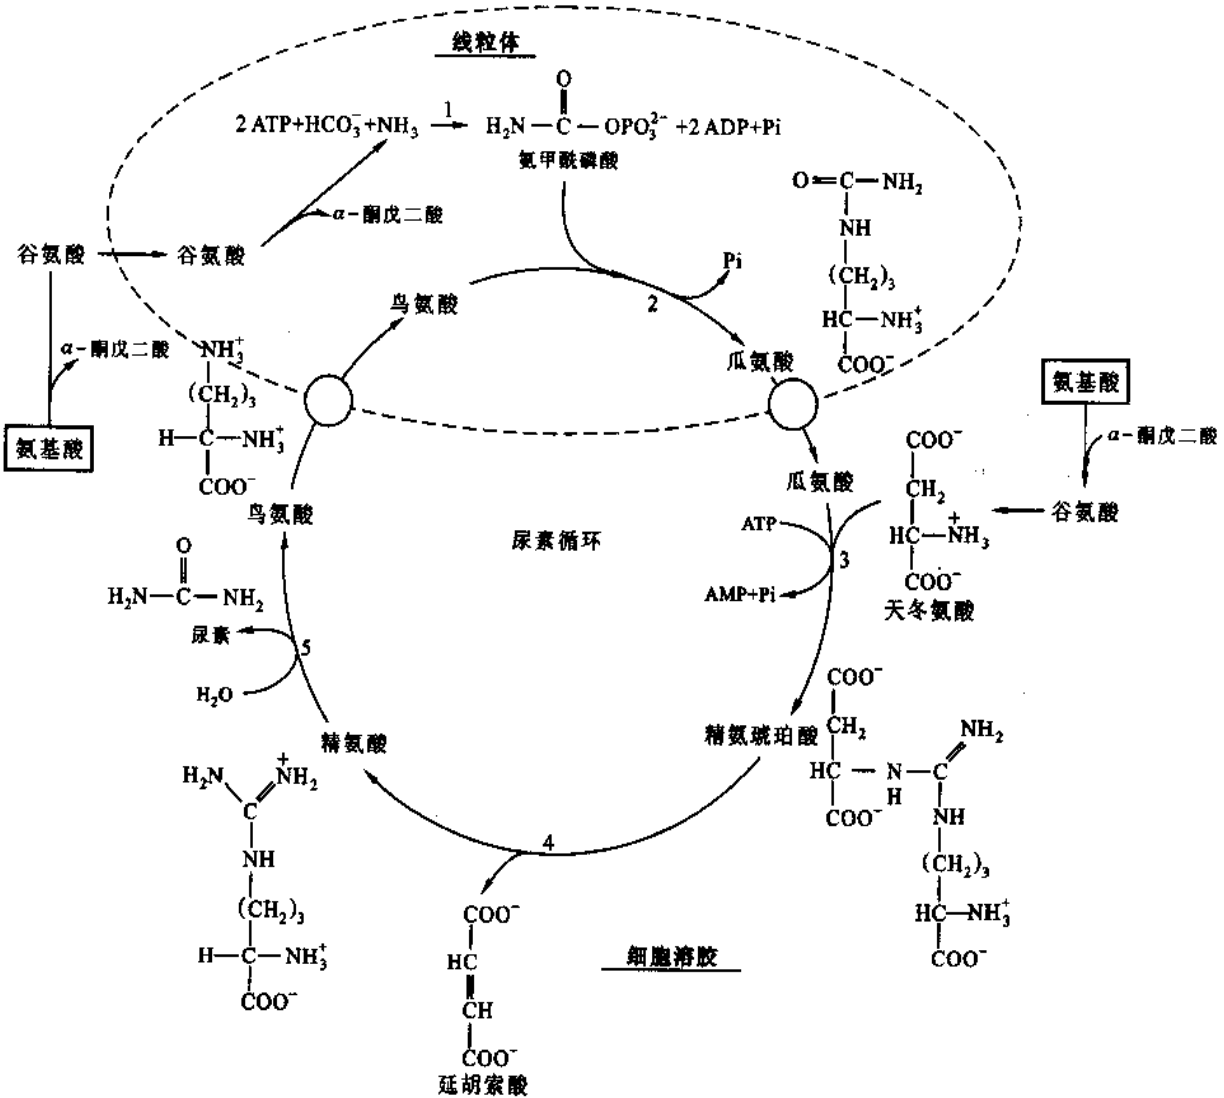 线粒体
O
2 ATP+HCO₃⁻+NH₃ 1 H₂N—C—OPO₃²⁻ +2 ADP+Pi
氨甲酰磷酸
α-酮戊二酸
谷氨酸 谷氨酸
O=C—NH₂
NH
(CH₂)₃
HC—NH₃⁺
COO⁻
Pi
2
鸟氨酸
瓜氨酸
α-酮戊二酸
氨基酸
NH₃⁺
(CH₂)₃
H—C—NH₃⁺
COO⁻
鸟氨酸
氨基酸
α-酮戊二酸
谷氨酸
COO⁻
CH₂
HC—NH₃⁺
COO⁻
天冬氨酸
瓜氨酸
ATP
3
AMP+Pi
尿素循环
O
H₂N—C—NH₂
尿素
5
H₂O
精氨酸
H₂N NH₂⁺
C
NH
(CH₂)₃
H—C—NH₃⁺
COO⁻
精氨琥珀酸
COO⁻
CH₂
HC—N—C NH₂
H
COO⁻
NH
(CH₂)₃
HC—NH₃⁺
COO⁻
4
COO⁻
HC
CH
COO⁻
延胡索酸
细胞溶胶